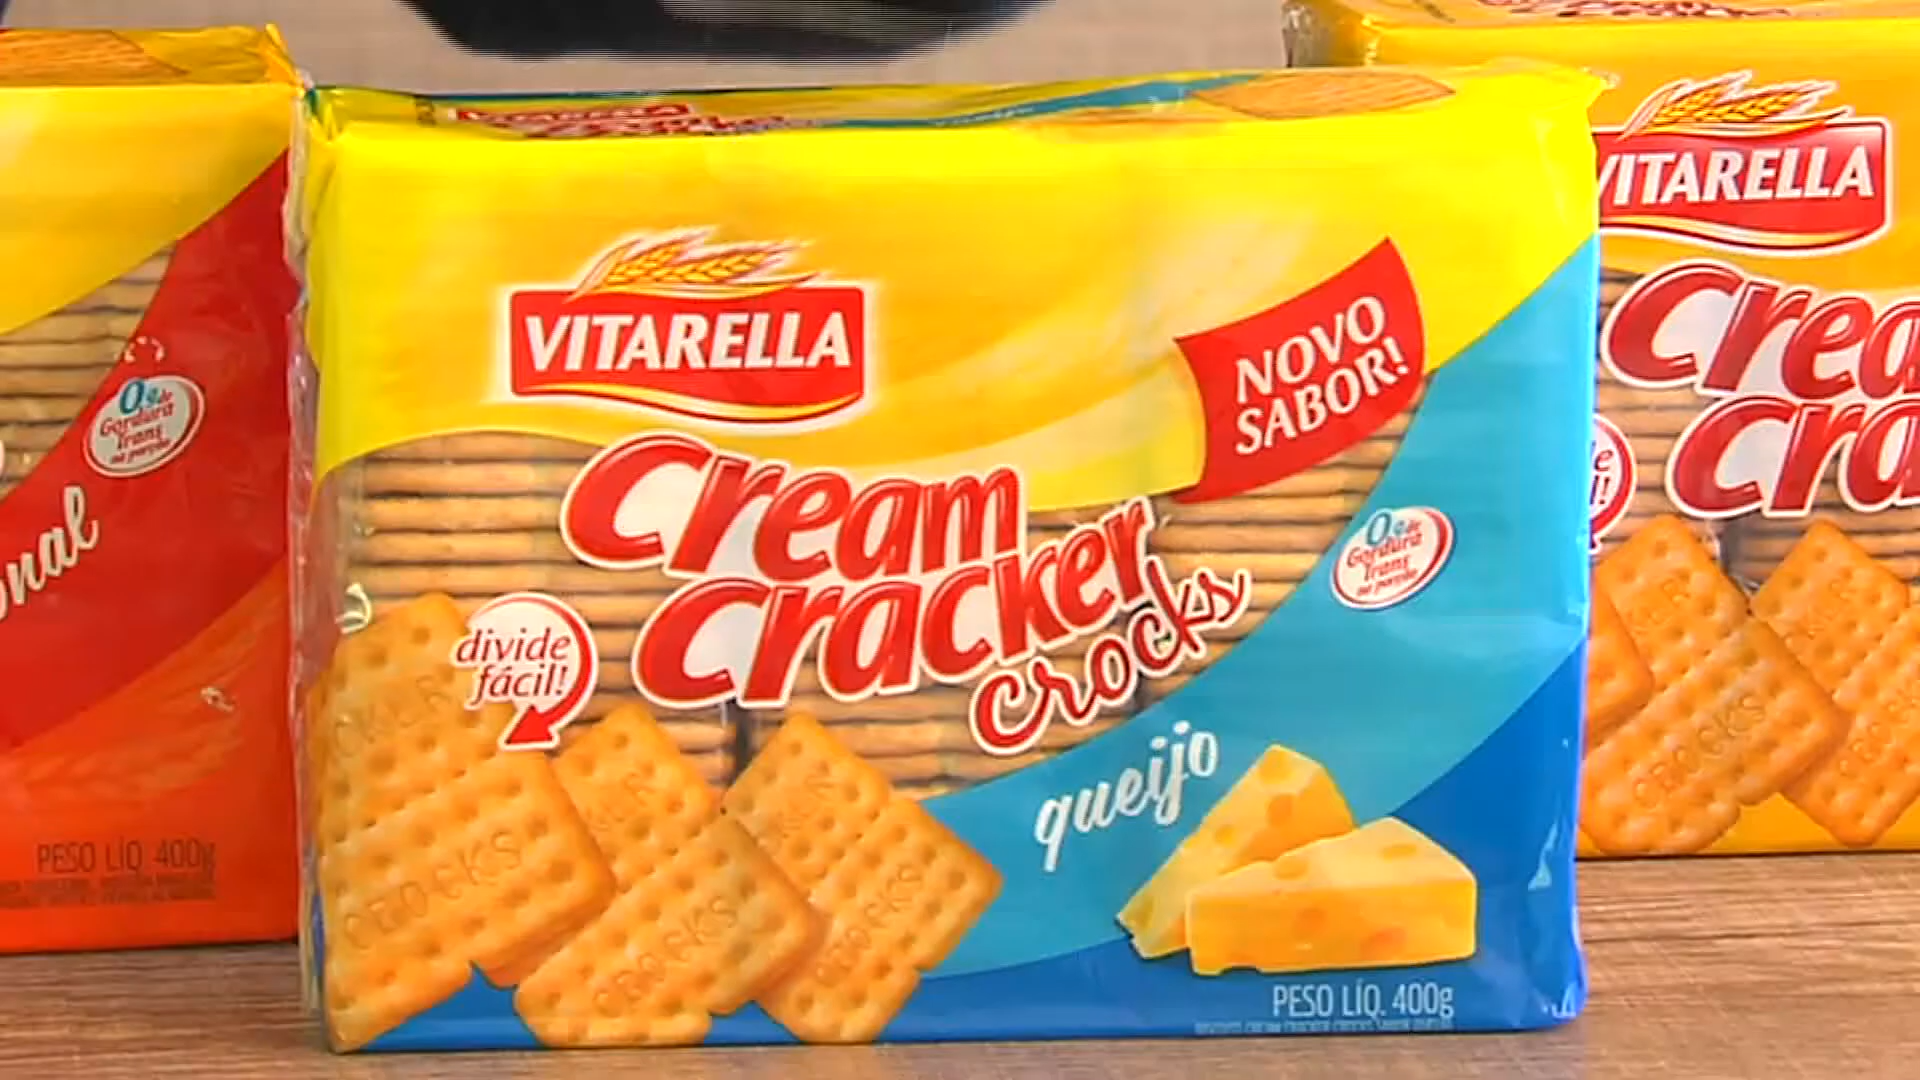 VITARELLA
NOVO
SABOR!
Cream
Cracker
crocks
divide
fácil!
0% de
Gordura
Trans
na porção
queijo
CROCKS
CROCKS
CROCKS
PESO LÍQ. 400g
0% de
Gordura
Trans
na porção
onal
PESO LÍQ. 400g
VITARELLA
Crea
Cra
CROCKS